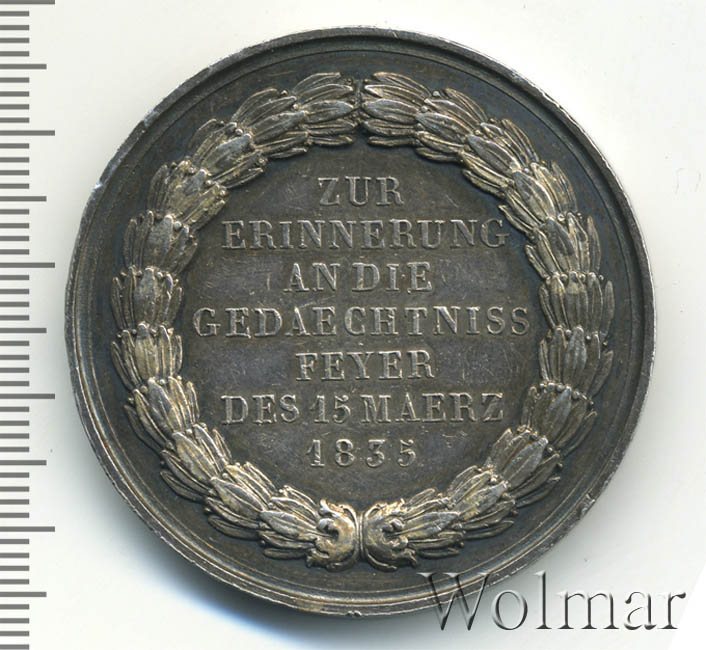 ZUR
ERINNERUNG
AN DIE
GEDAECHTNISS
FEYER
DES 15 MAERZ
1835
Wolmar